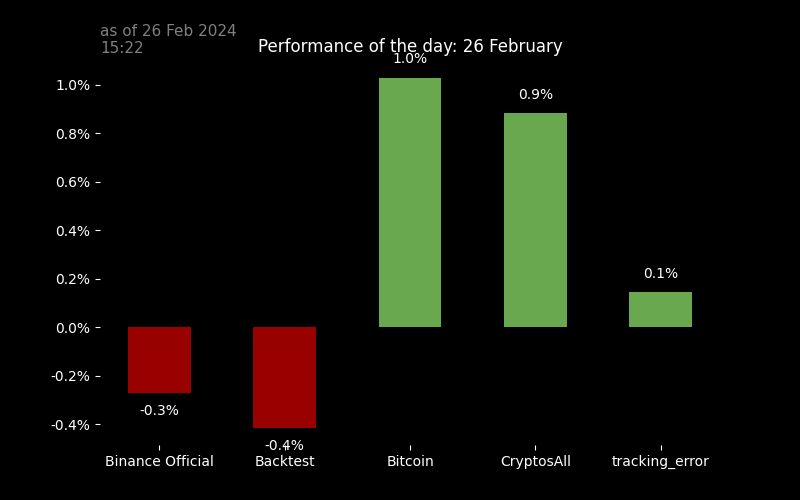 as of 26 Feb 2024
15:22
Performance of the day: 26 February
1.0%
0.8%
0.6%
0.4%
0.2%
0.0%
-0.2%
-0.4%
-0.3%
-0.4%
1.0%
0.9%
0.1%
Binance Official
Backtest
Bitcoin
CryptosAll
tracking_error